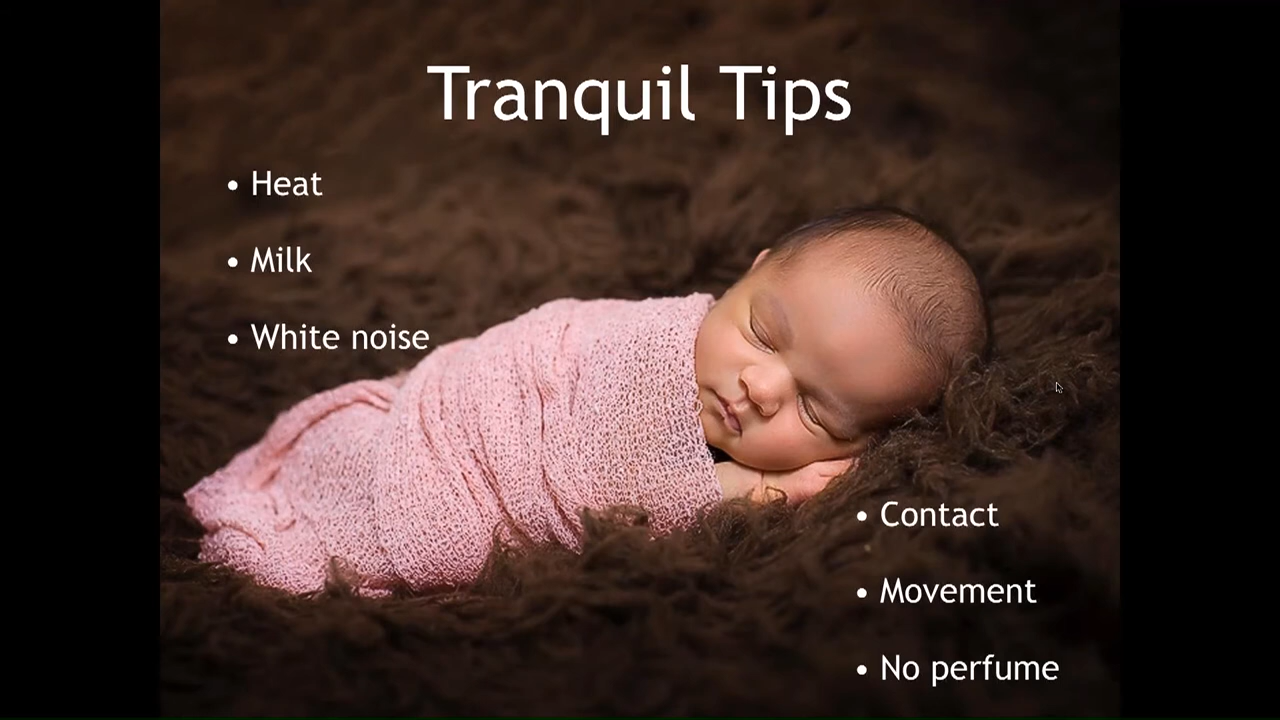 Tranquil Tips
• Heat
• Milk
• White noise
• Contact
• Movement
• No perfume